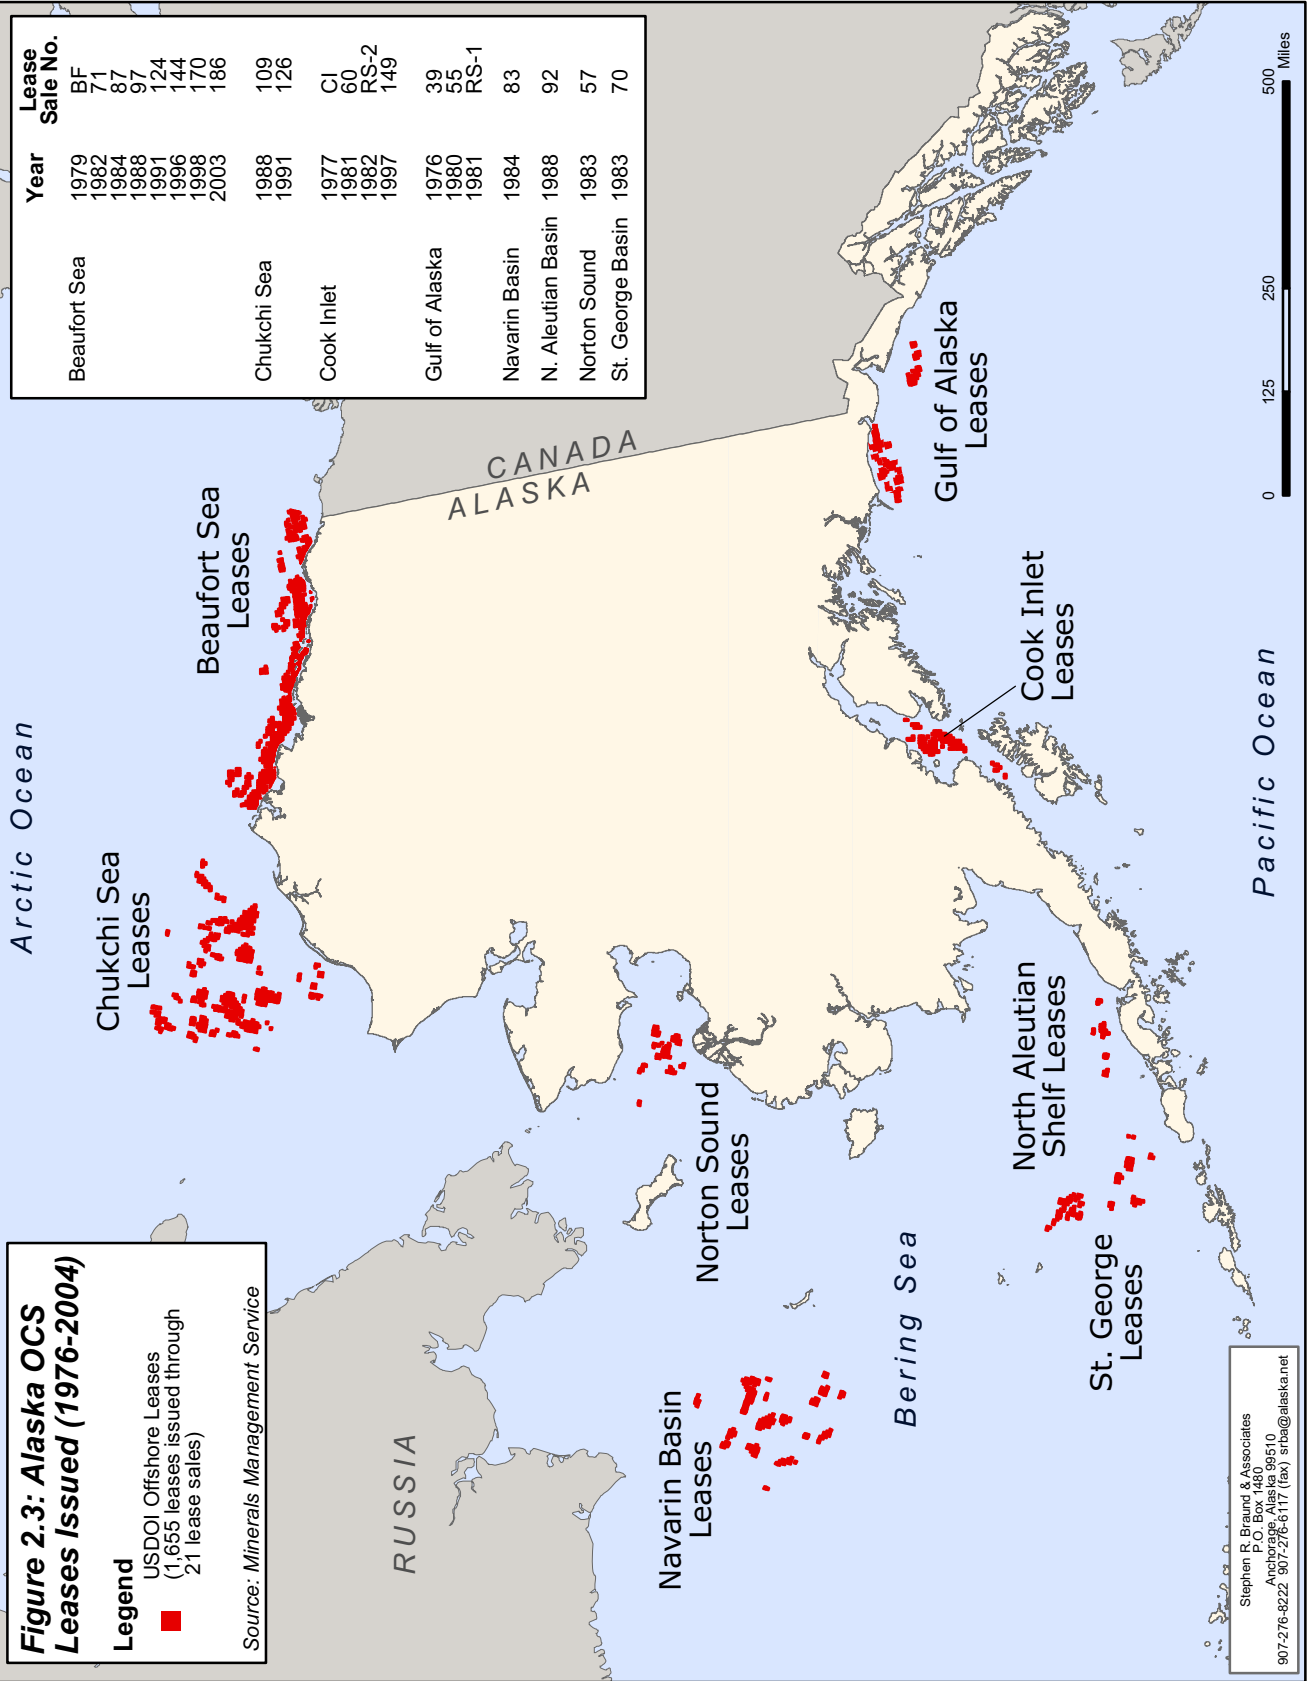 Figure 2.3: Alaska OCS
Leases Issued (1976-2004)
Legend
USDOI Offshore Leases
(1,655 leases issued through
21 lease sales)
Source: Minerals Management Service
Year Lease
Sale No.
Beaufort Sea 1979 BF
1982 71
1984 87
1988 97
1991 124
1996 144
1998 170
2003 186
Chukchi Sea 1988 109
1991 126
Cook Inlet 1977 CI
1981 60
1982 RS-2
1997 149
Gulf of Alaska 1976 39
1980 55
1981 RS-1
Navarin Basin 1984 83
N. Aleutian Basin 1988 92
Norton Sound 1983 57
St. George Basin 1983 70
Arctic Ocean
Chukchi Sea
Leases
Beaufort Sea
Leases
RUSSIA
CANADA
ALASKA
Navarin Basin
Leases
Norton Sound
Leases
Bering Sea
Gulf of Alaska
Leases
Cook Inlet
Leases
North Aleutian
Shelf Leases
St. George
Leases
Pacific Ocean
0 125 250 500
Miles
Stephen R. Braund & Associates
P.O. Box 1480
Anchorage, Alaska 99510
907-276-8222 907-276-6117 (fax) srba@alaska.net